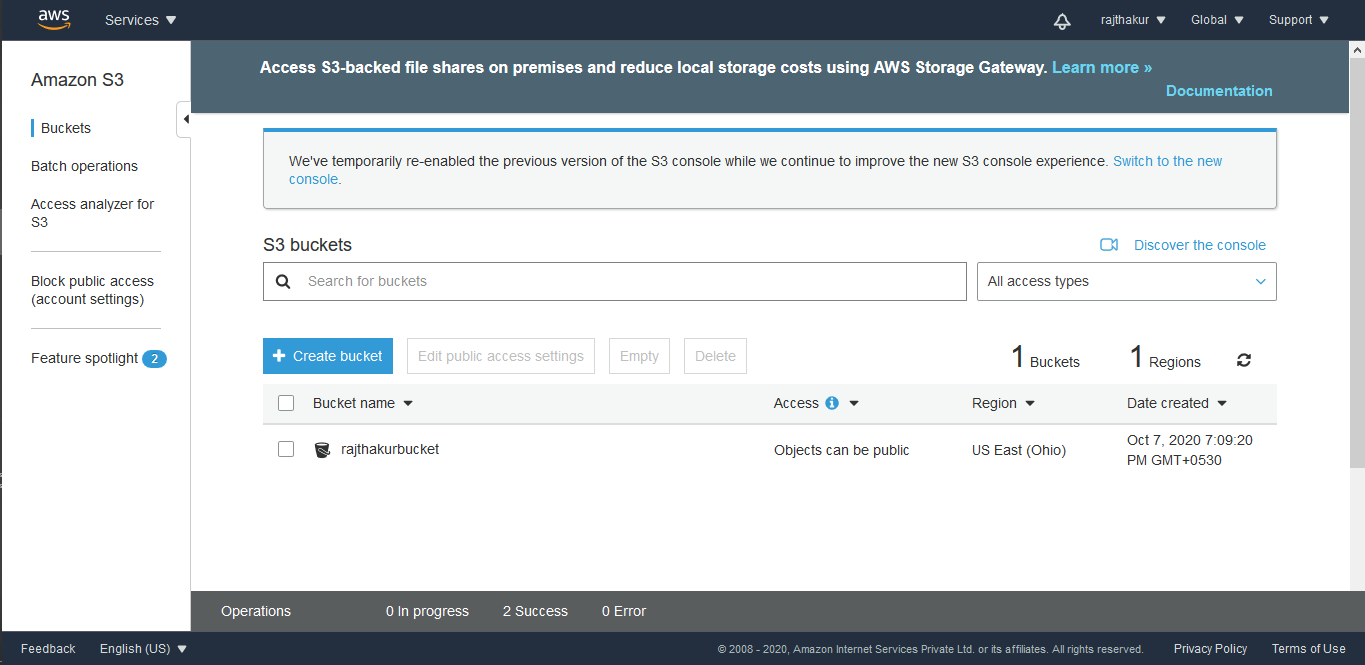 aws Services
rajthakur Global Support
Amazon S3
Buckets
Batch operations
Access analyzer for
S3
Block public access
(account settings)
Feature spotlight 2
Access S3-backed file shares on premises and reduce local storage costs using AWS Storage Gateway. Learn more »
Documentation
We've temporarily re-enabled the previous version of the S3 console while we continue to improve the new S3 console experience. Switch to the new
console.
S3 buckets
Discover the console
Search for buckets
All access types
Create bucket Edit public access settings Empty Delete
1 Buckets 1 Regions
Bucket name Access Region Date created
rajthakurbucket Objects can be public US East (Ohio) Oct 7, 2020 7:09:20
PM GMT+0530
Operations 0 In progress 2 Success 0 Error
Feedback English (US)
© 2008 - 2020, Amazon Internet Services Private Ltd. or its affiliates. All rights reserved. Privacy Policy Terms of Use